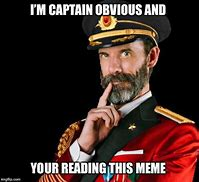 I'M CAPTAIN OBVIOUS AND
YOUR READING THIS MEME
imgflip.com